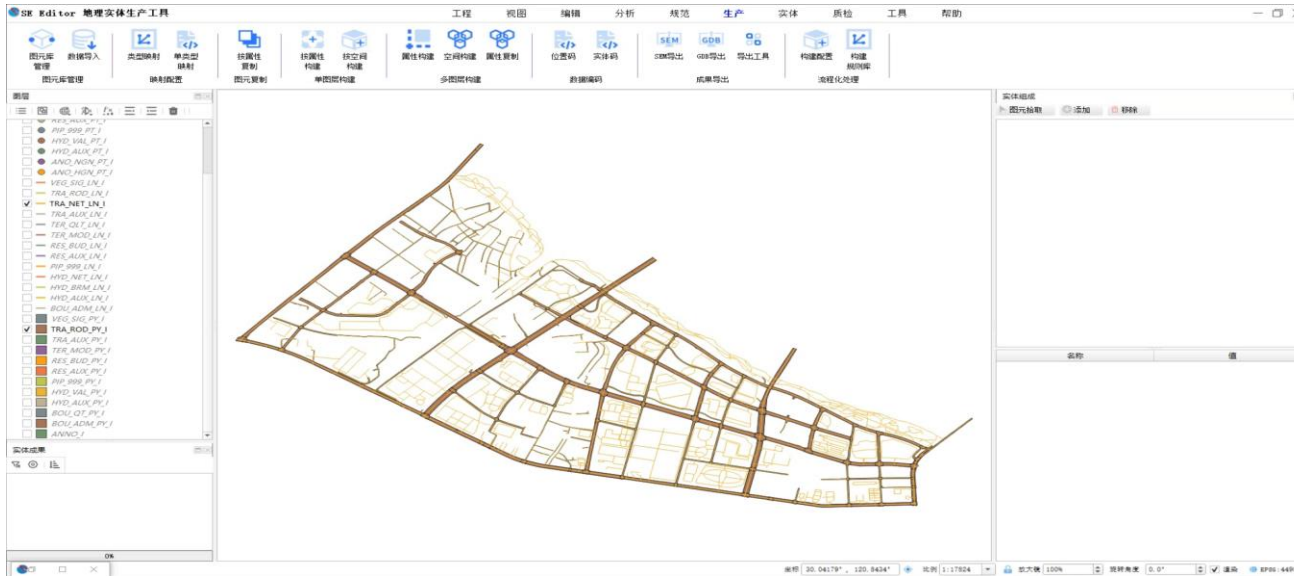 SK Editor 地理实体生产工具
工程 视图 编辑 分析 规范 生产 实体 质检 工具 帮助
图元库管理 数据导入 类型映射 单类型映射 按属性复制 按属性构建 按空间构建 属性构建 空间构建 属性复制 位置码 实体码 SEM导出 GDB导出 导出工具 构建配置 构建规则库
图元库管理 映射配置 图元复制 单图层构建 多图层构建 数据编码 成果导出 流程化处理
图层
RES_AUX_PT_I
PIP_999_PT_I
HYD_VAL_PT_I
HYD_AUX_PT_I
ANO_NGN_PT_I
ANO_HGN_PT_I
VEG_SIG_LN_I
TRA_ROD_LN_I
TRA_NET_LN_I
TRA_AUX_LN_I
TER_QLT_LN_I
TER_MOD_LN_I
RES_BUD_LN_I
RES_AUX_LN_I
PIP_999_LN_I
HYD_NET_LN_I
HYD_BRM_LN_I
HYD_AUX_LN_I
BOU_ADM_LN_I
VEG_SIG_PY_I
TRA_ROD_PY_I
TRA_AUX_PY_I
TER_MOD_PY_I
RES_BUD_PY_I
RES_AUX_PY_I
PIP_999_PY_I
HYD_VAL_PY_I
HYD_AUX_PY_I
BOU_QT_PY_I
BOU_ADM_PY_I
ANNO_I
实体成果
0%
实体组成
图元拾取 添加 移除
名称 值
坐标 30.04179°, 120.8434° 比例 1:17824 放大镜 100% 旋转角度 0.0° 渲染